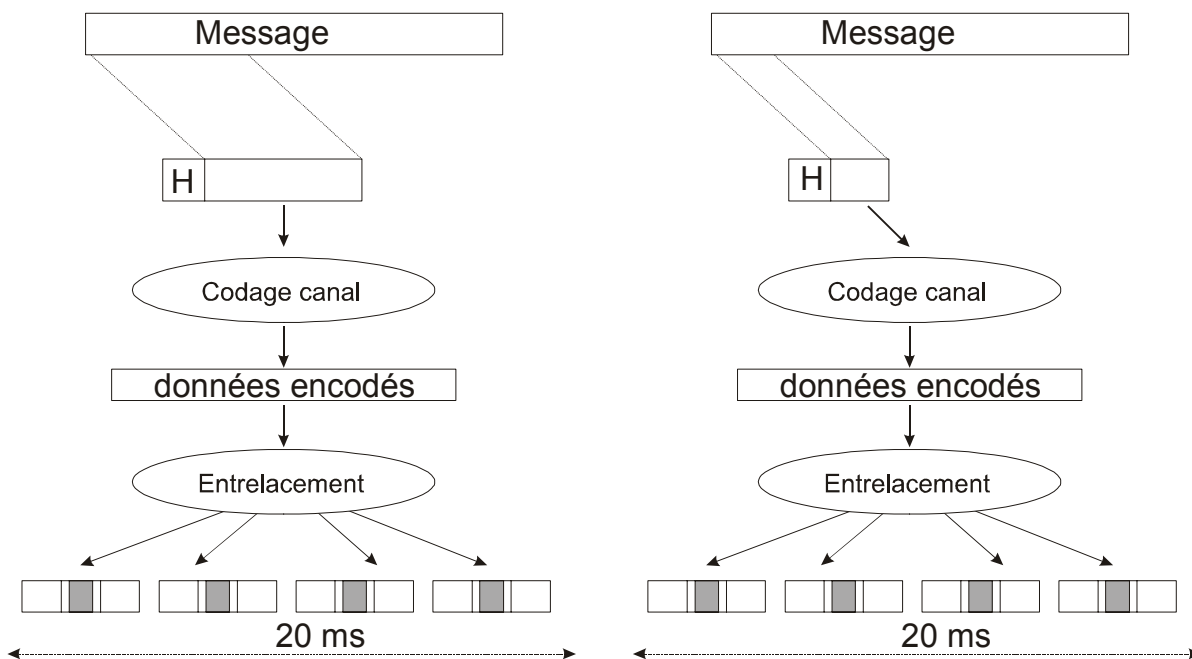 Message
H
Codage canal
données encodés
Entrelacement
20 ms
Message
H
Codage canal
données encodés
Entrelacement
20 ms